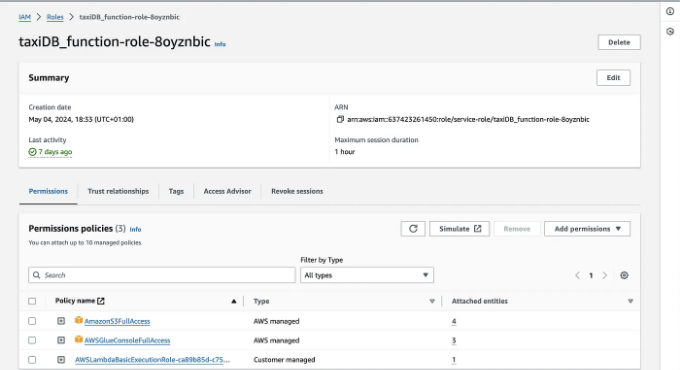 IAM > Roles > taxiDB_function-role-8oyznbic
taxiDB_function-role-8oyznbic Info
Delete
Summary
Edit
Creation date
May 04, 2024, 18:33 (UTC+01:00)
ARN
arn:aws:iam::637423261450:role/service-role/taxiDB_function-role-8oyznbic
Last activity
7 days ago
Maximum session duration
1 hour
Permissions Trust relationships Tags Access Advisor Revoke sessions
Permissions policies (3) Info
Simulate Remove Add permissions
You can attach up to 10 managed policies.
Filter by Type
Search
All types
1
Policy name Type Attached entities
AmazonS3FullAccess AWS managed 4
AWSGlueConsoleFullAccess AWS managed 3
AWSLambdaBasicExecutionRole-ca89b85d-c75... Customer managed 1